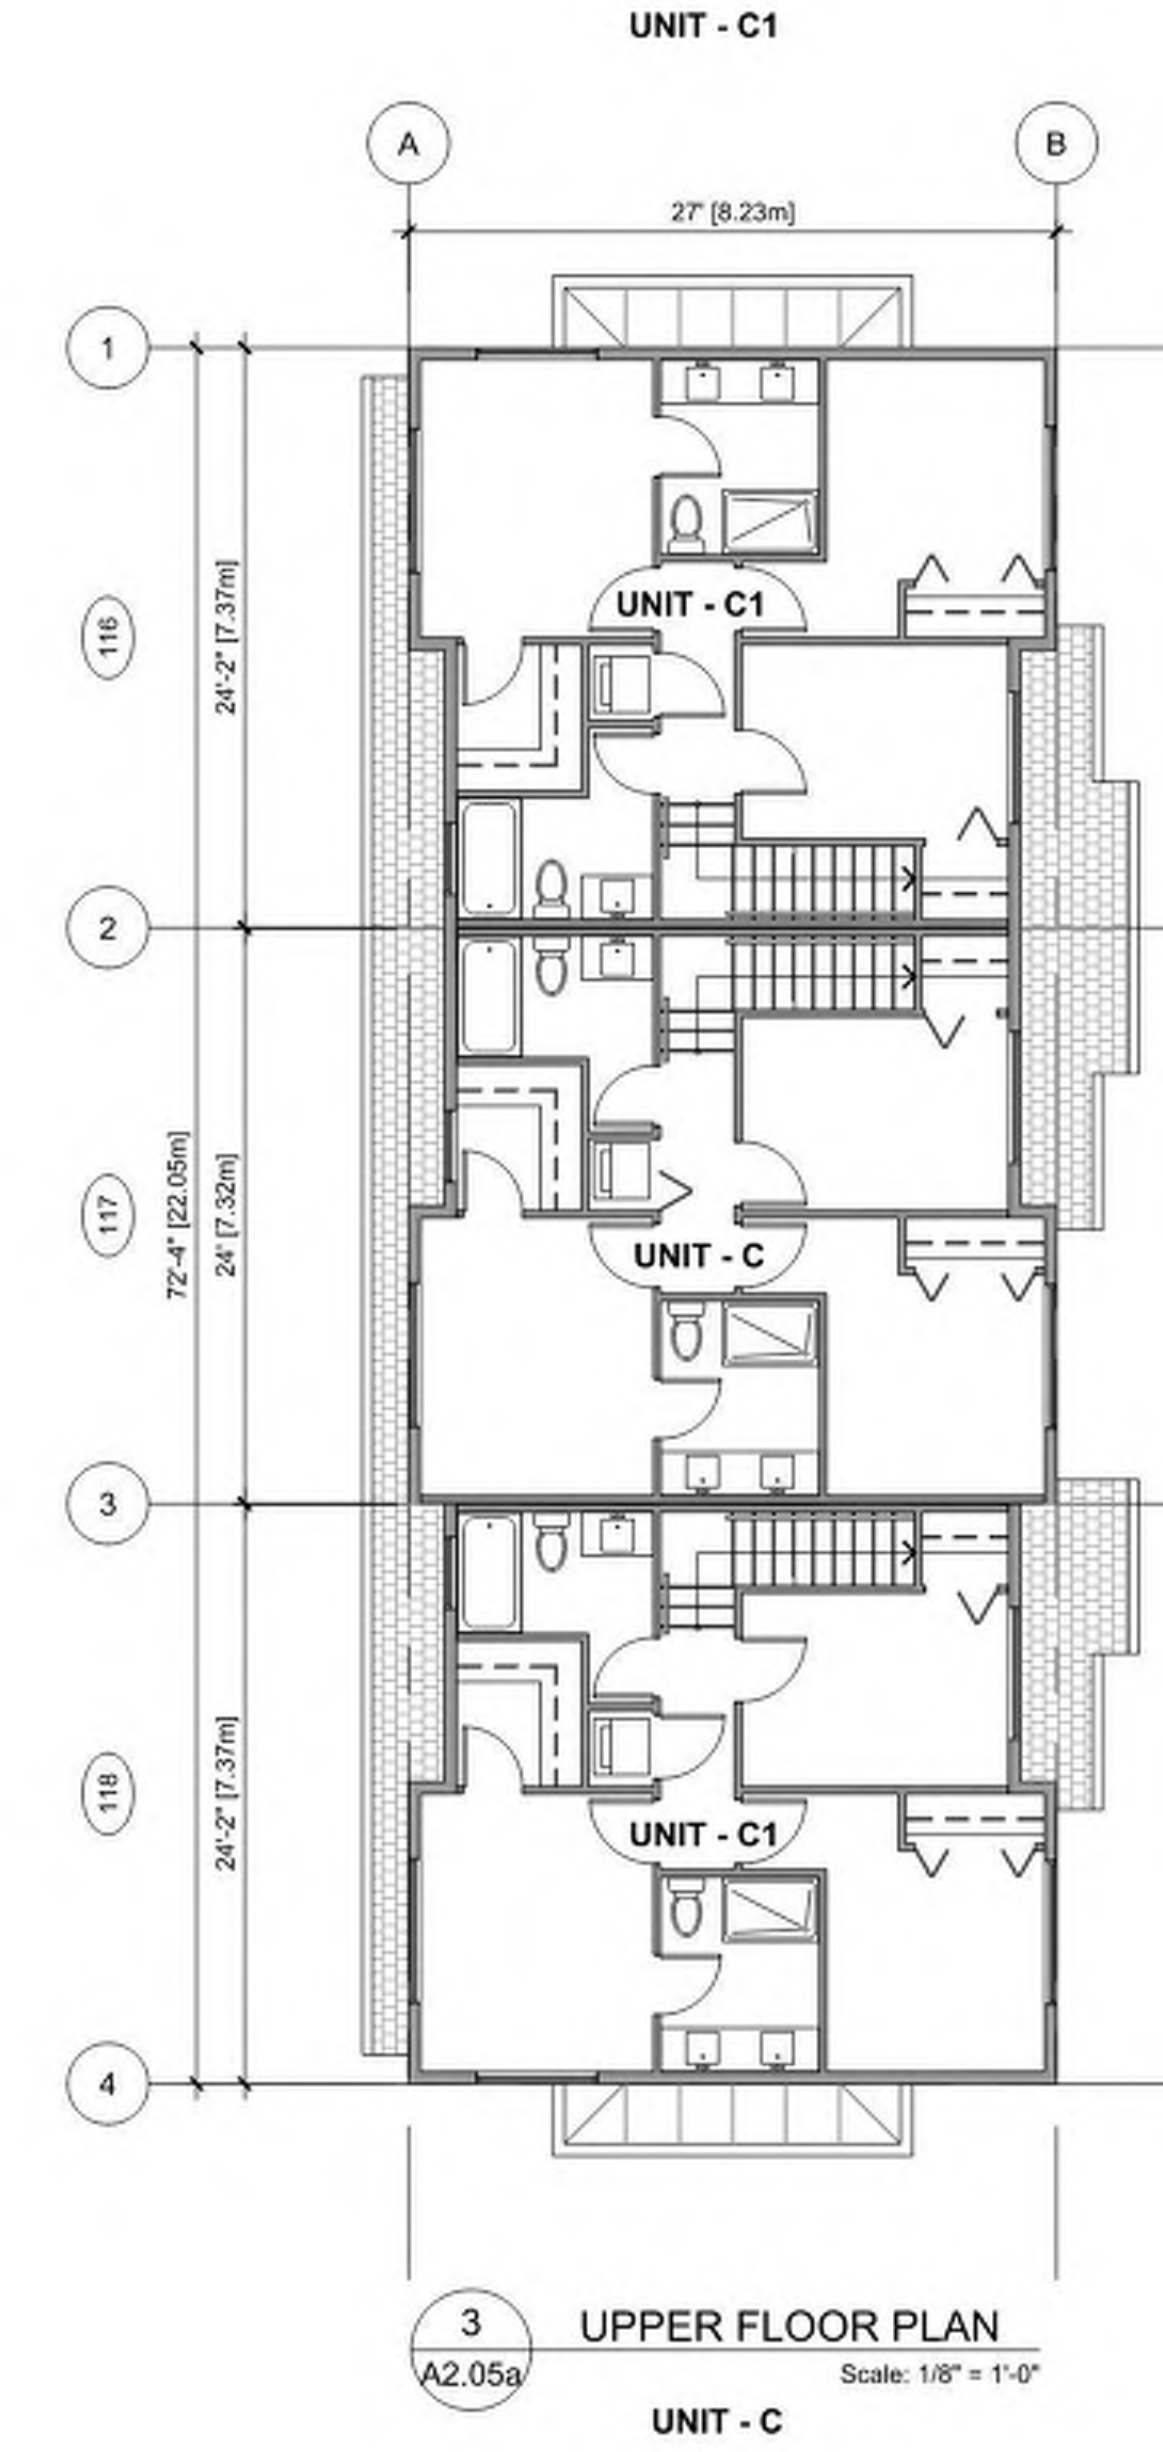 UNIT - C1
A
B
27' [8.23m]
1
116
24'-2" [7.37m]
UNIT - C1
2
117
72'-4" [22.05m]
24' [7.32m]
UNIT - C
3
118
24'-2" [7.37m]
UNIT - C1
4
3
A2.05a
UPPER FLOOR PLAN
Scale: 1/8" = 1'-0"
UNIT - C